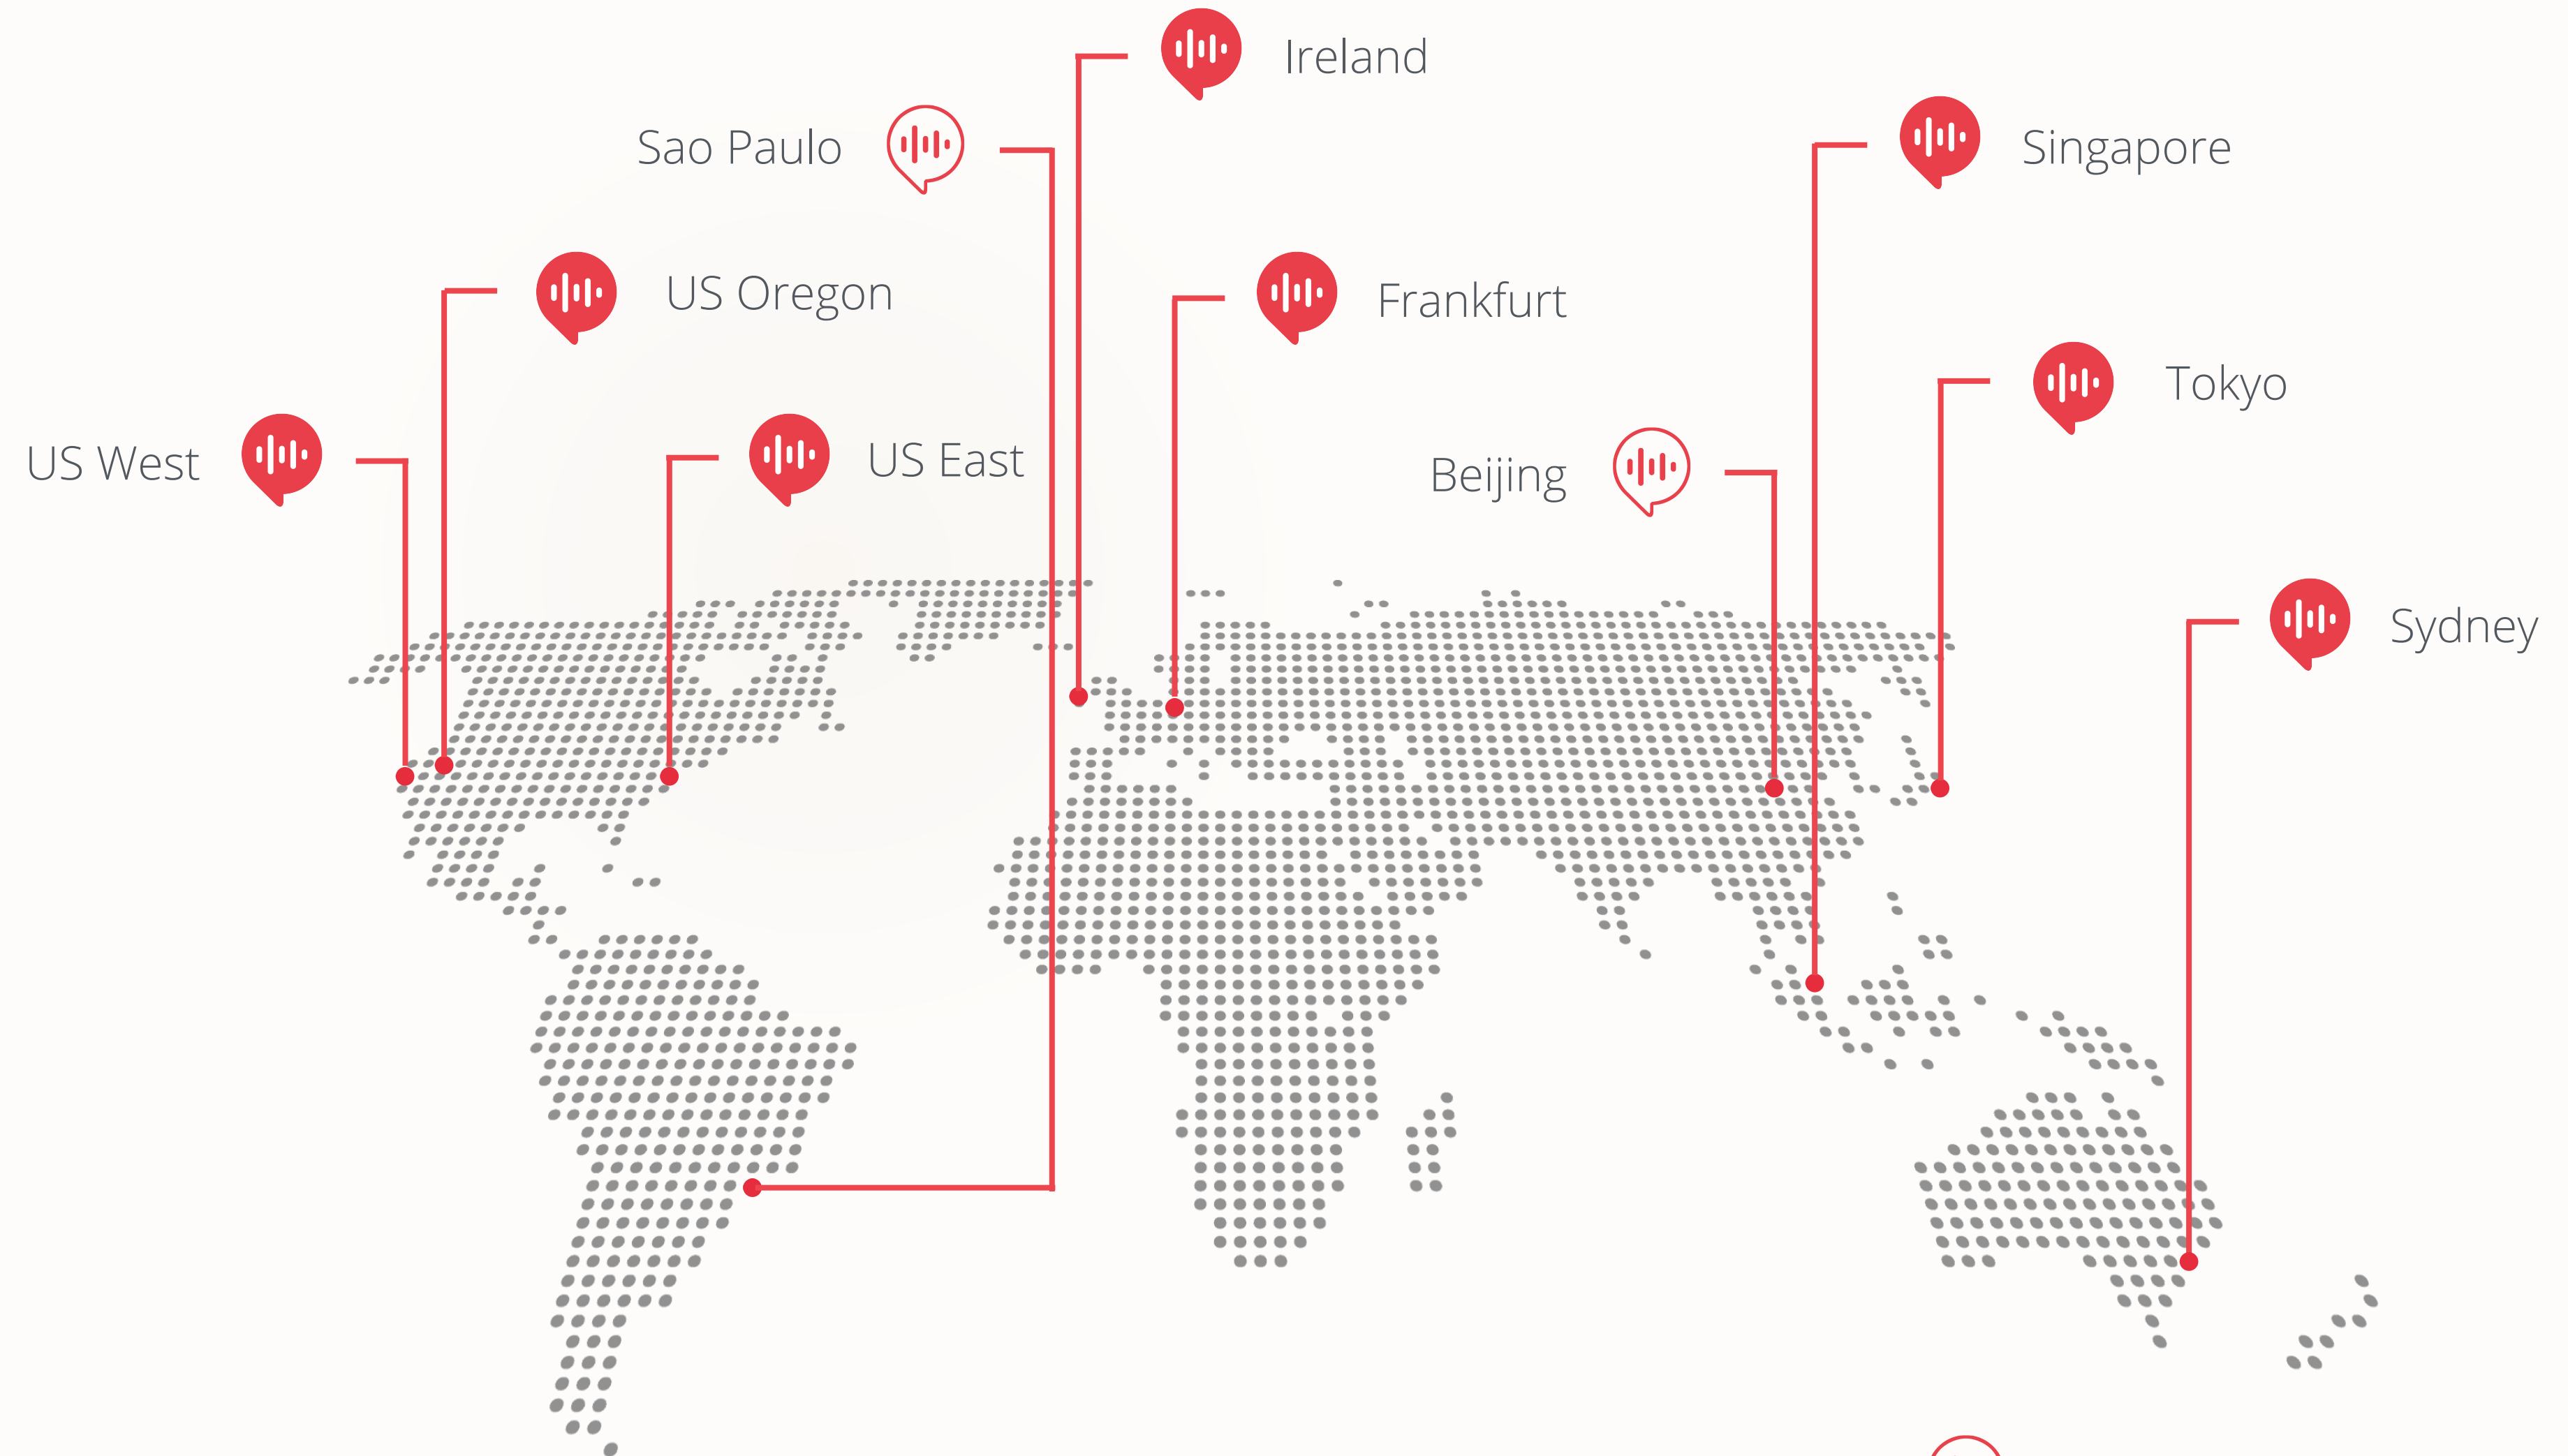 Ireland
Sao Paulo
Singapore
US Oregon
Frankfurt
Tokyo
US West
US East
Beijing
Sydney